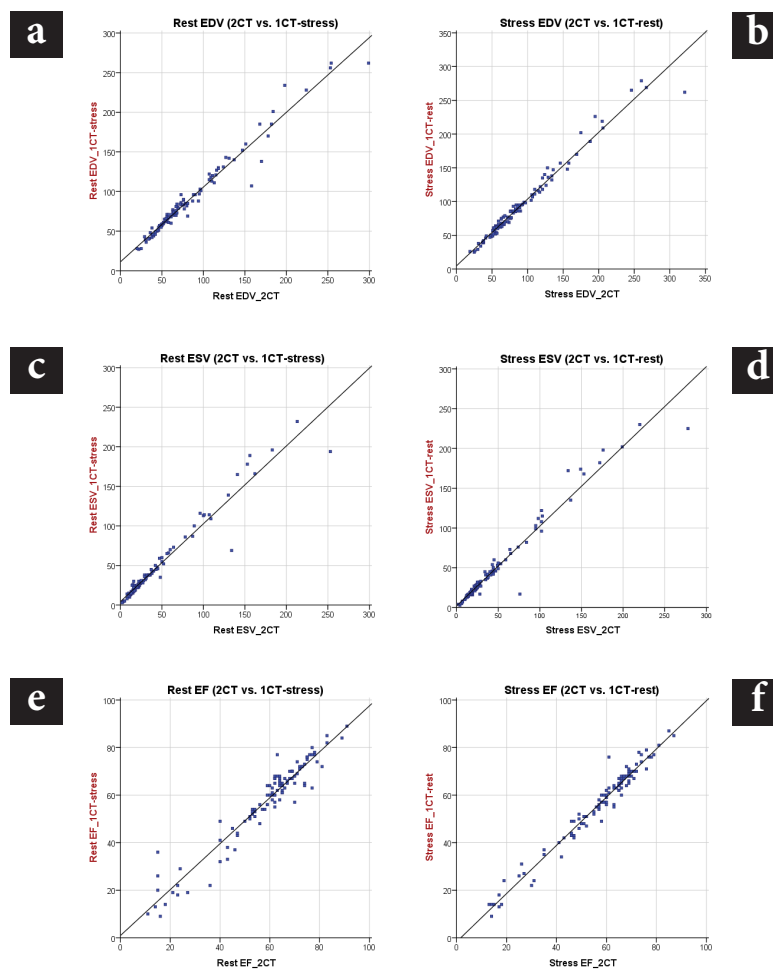 a
Rest EDV (2CT vs. 1CT-stress)
Rest EDV_1CT-stress
300
250
200
150
100
50
0
0 50 100 150 200 250 300
Rest EDV_2CT
b
Stress EDV (2CT vs. 1CT-rest)
Stress EDV_1CT-rest
350
300
250
200
150
100
50
0
0 50 100 150 200 250 300 350
Stress EDV_2CT
c
Rest ESV (2CT vs. 1CT-stress)
Rest ESV_1CT-stress
300
250
200
150
100
50
0
0 50 100 150 200 250 300
Rest ESV_2CT
d
Stress ESV (2CT vs. 1CT-rest)
Stress ESV_1CT-rest
300
250
200
150
100
50
0
0 50 100 150 200 250 300
Stress ESV_2CT
e
Rest EF (2CT vs. 1CT-stress)
Rest EF_1CT-stress
100
80
60
40
20
0
0 20 40 60 80 100
Rest EF_2CT
f
Stress EF (2CT vs. 1CT-rest)
Stress EF_1CT-rest
100
80
60
40
20
0
0 20 40 60 80 100
Stress EF_2CT